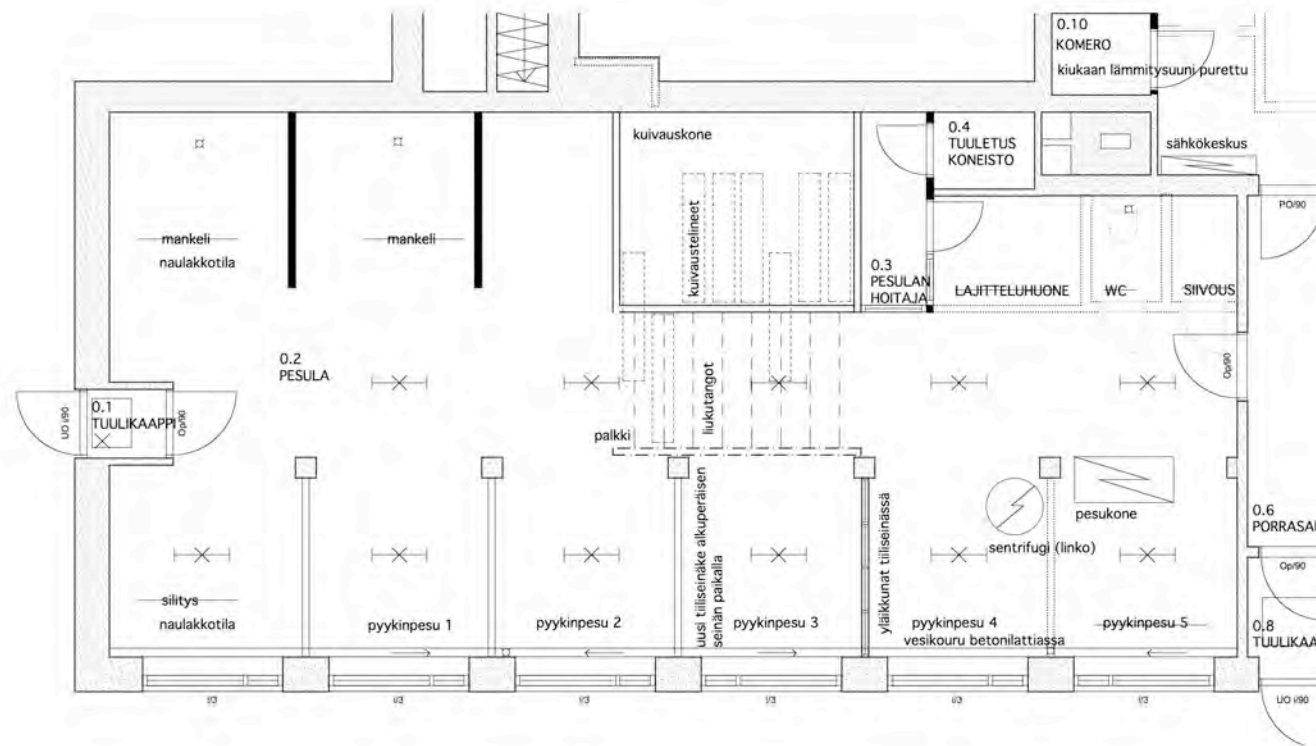 0.10
KOMERO
kiukaan lämmitysuuni purettu
kuivauskone
0.4
TUULETUS
KONEISTO
sähkökeskus
PO/90
mankeli
naulakkotila
mankeli
kuivaustelineet
0.3
PESULAN
HOITAJA
LAJITTELUHUONE
WC
SIIVOUS
0.2
PESULA
Op/90
0.1
TUULIKAAPPI
UO I/90
Op/90
liukutangot
palkki
uusi tiiliseinäke alkuperäisen
seinän paikalla
yläikkunat tiiliseinässä
pesukone
sentrifugi (linko)
0.6
PORRASA
Op/90
silitys
naulakkotila
pyykinpesu 1
pyykinpesu 2
pyykinpesu 3
pyykinpesu 4
vesikouru betonilattiassa
pyykinpesu 5
0.8
TUULIKAA
I/3
I/3
I/3
I/3
I/3
I/3
UO I/90